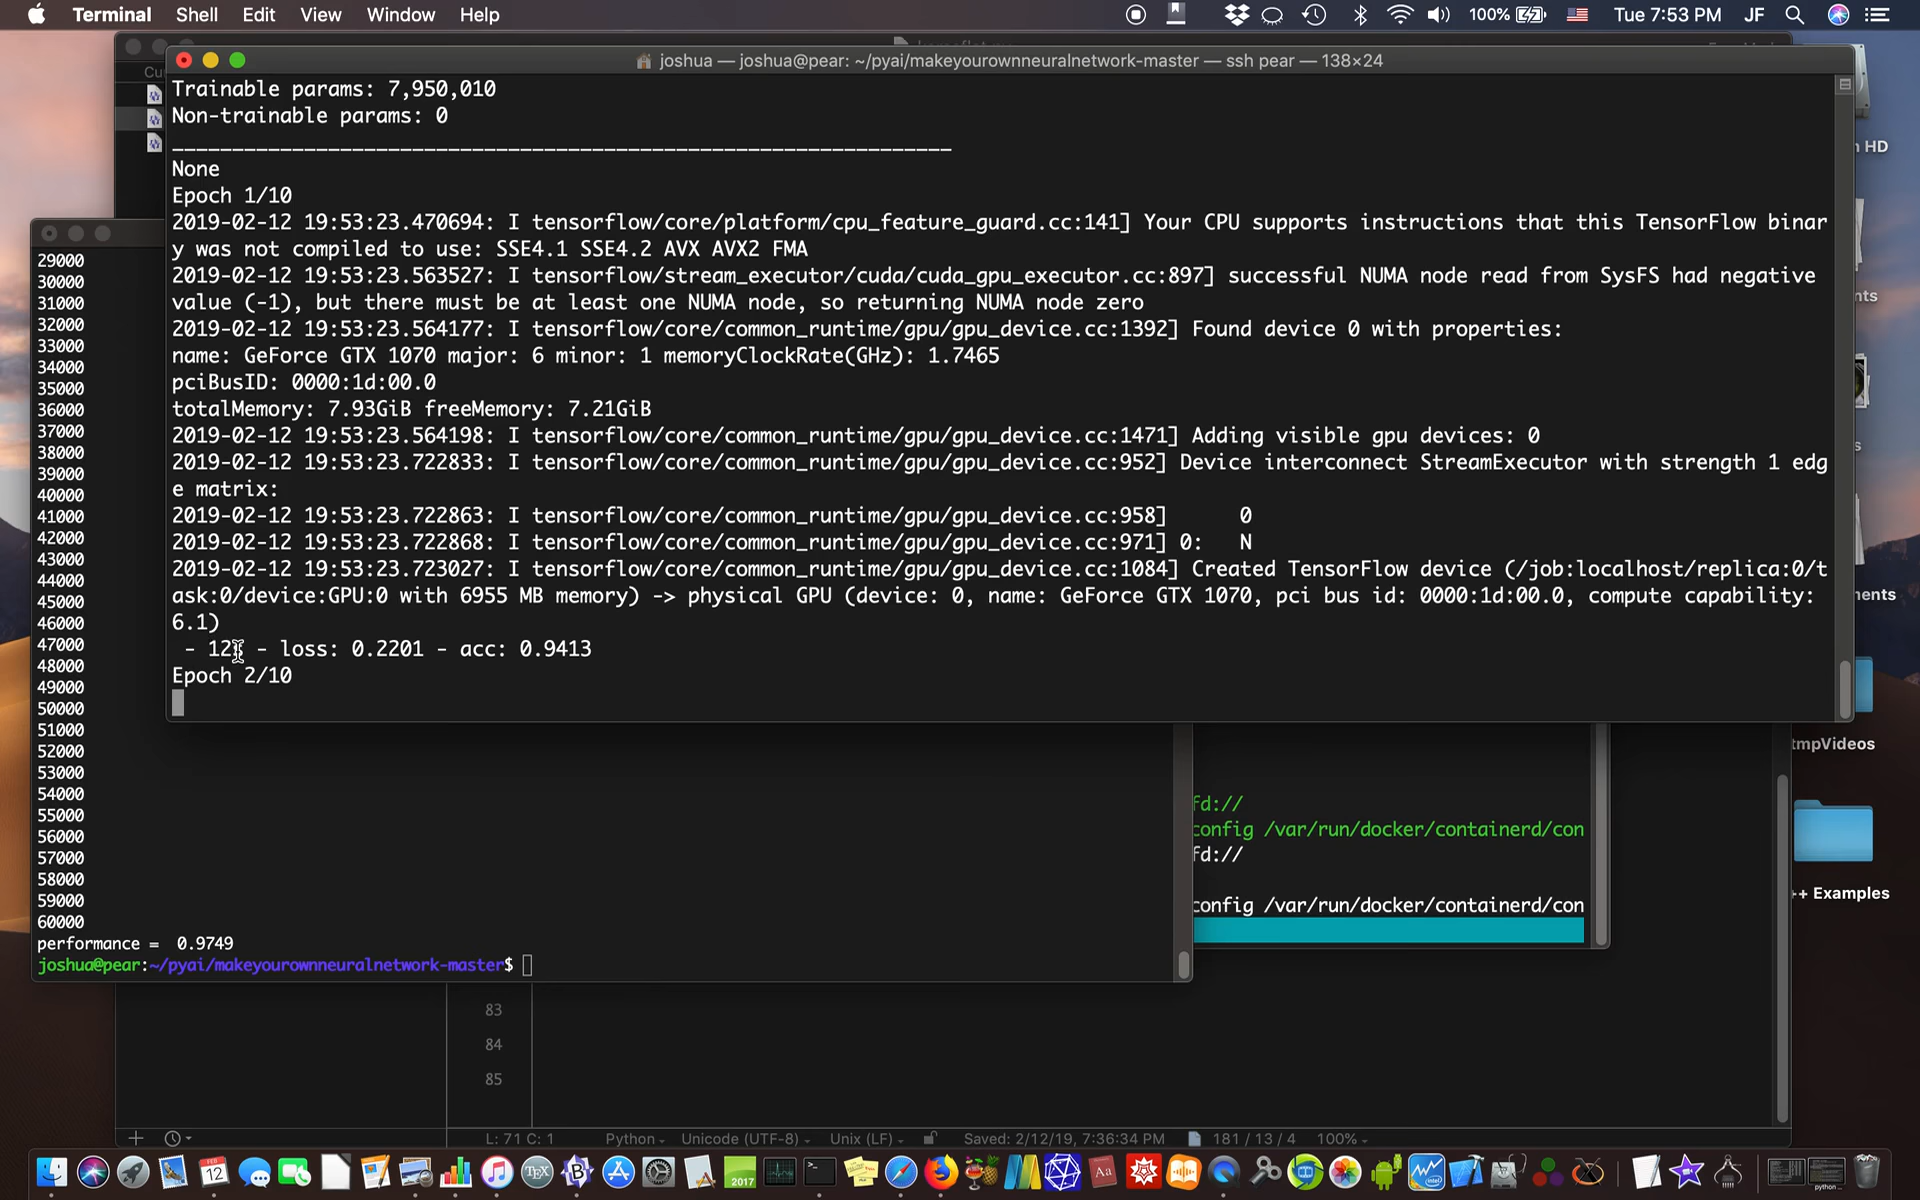 Terminal Shell Edit View Window Help 100% Tue 7:53 PM JF
joshua — joshua@pear: ~/pyai/makeyourownneuralnetwork-master — ssh pear — 138×24
Trainable params: 7,950,010
Non-trainable params: 0
_________________________________________________________________
None
Epoch 1/10
2019-02-12 19:53:23.470694: I tensorflow/core/platform/cpu_feature_guard.cc:141] Your CPU supports instructions that this TensorFlow binar
y was not compiled to use: SSE4.1 SSE4.2 AVX AVX2 FMA
2019-02-12 19:53:23.563527: I tensorflow/stream_executor/cuda/cuda_gpu_executor.cc:897] successful NUMA node read from SysFS had negative
value (-1), but there must be at least one NUMA node, so returning NUMA node zero
2019-02-12 19:53:23.564177: I tensorflow/core/common_runtime/gpu/gpu_device.cc:1392] Found device 0 with properties:
name: GeForce GTX 1070 major: 6 minor: 1 memoryClockRate(GHz): 1.7465
pciBusID: 0000:1d:00.0
totalMemory: 7.93GiB freeMemory: 7.21GiB
2019-02-12 19:53:23.564198: I tensorflow/core/common_runtime/gpu/gpu_device.cc:1471] Adding visible gpu devices: 0
2019-02-12 19:53:23.722833: I tensorflow/core/common_runtime/gpu/gpu_device.cc:952] Device interconnect StreamExecutor with strength 1 edg
e matrix:
2019-02-12 19:53:23.722863: I tensorflow/core/common_runtime/gpu/gpu_device.cc:958]      0
2019-02-12 19:53:23.722868: I tensorflow/core/common_runtime/gpu/gpu_device.cc:971] 0:   N
2019-02-12 19:53:23.723027: I tensorflow/core/common_runtime/gpu/gpu_device.cc:1084] Created TensorFlow device (/job:localhost/replica:0/t
ask:0/device:GPU:0 with 6955 MB memory) -> physical GPU (device: 0, name: GeForce GTX 1070, pci bus id: 0000:1d:00.0, compute capability:
6.1)
- 12s - loss: 0.2201 - acc: 0.9413
Epoch 2/10
29000
30000
31000
32000
33000
34000
35000
36000
37000
38000
39000
40000
41000
42000
43000
44000
45000
46000
47000
48000
49000
50000
51000
52000
53000
54000
55000
56000
57000
58000
59000
60000
performance =  0.9749
joshua@pear:~/pyai/makeyourownneuralnetwork-master$
fd://
config /var/run/docker/containerd/con
fd://
config /var/run/docker/containerd/con
HD
nts
s
ments
tmpVideos
++ Examples
83
84
85
L: 71 C: 1 Python Unicode (UTF-8) Unix (LF) Saved: 2/12/19, 7:36:34 PM 181 / 13 / 4 100%
FEB
12
TEX
2017
Aa